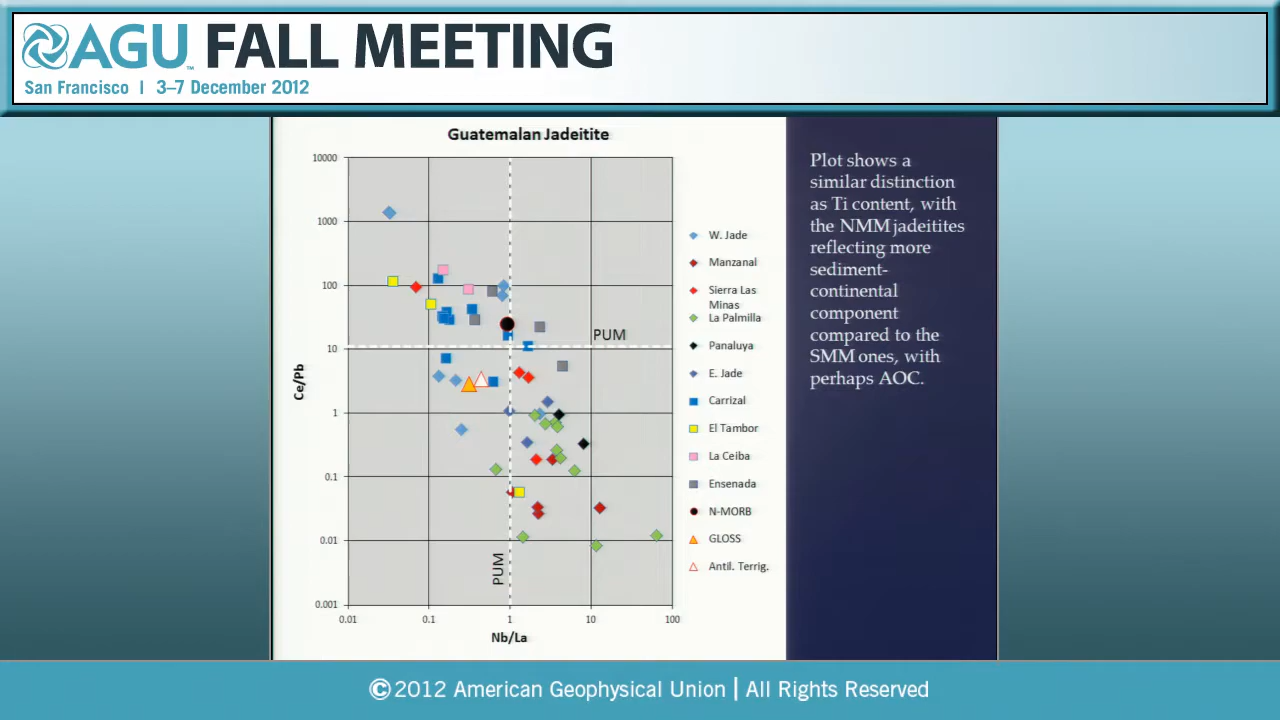 AGU FALL MEETING
™
San Francisco | 3–7 December 2012
Guatemalan Jadeitite
10000
1000
100
10
1
0.1
0.01
0.001
Ce/Pb
PUM
PUM
0.01 0.1 1 10 100
Nb/La
W. Jade
Manzanal
Sierra Las
Minas
La Palmilla
Panaluya
E. Jade
Carrizal
El Tambor
La Ceiba
Ensenada
N-MORB
GLOSS
Antil. Terrig.
Plot shows a
similar distinction
as Ti content, with
the NMM jadeitites
reflecting more
sediment-
continental
component
compared to the
SMM ones, with
perhaps AOC.
©2012 American Geophysical Union | All Rights Reserved